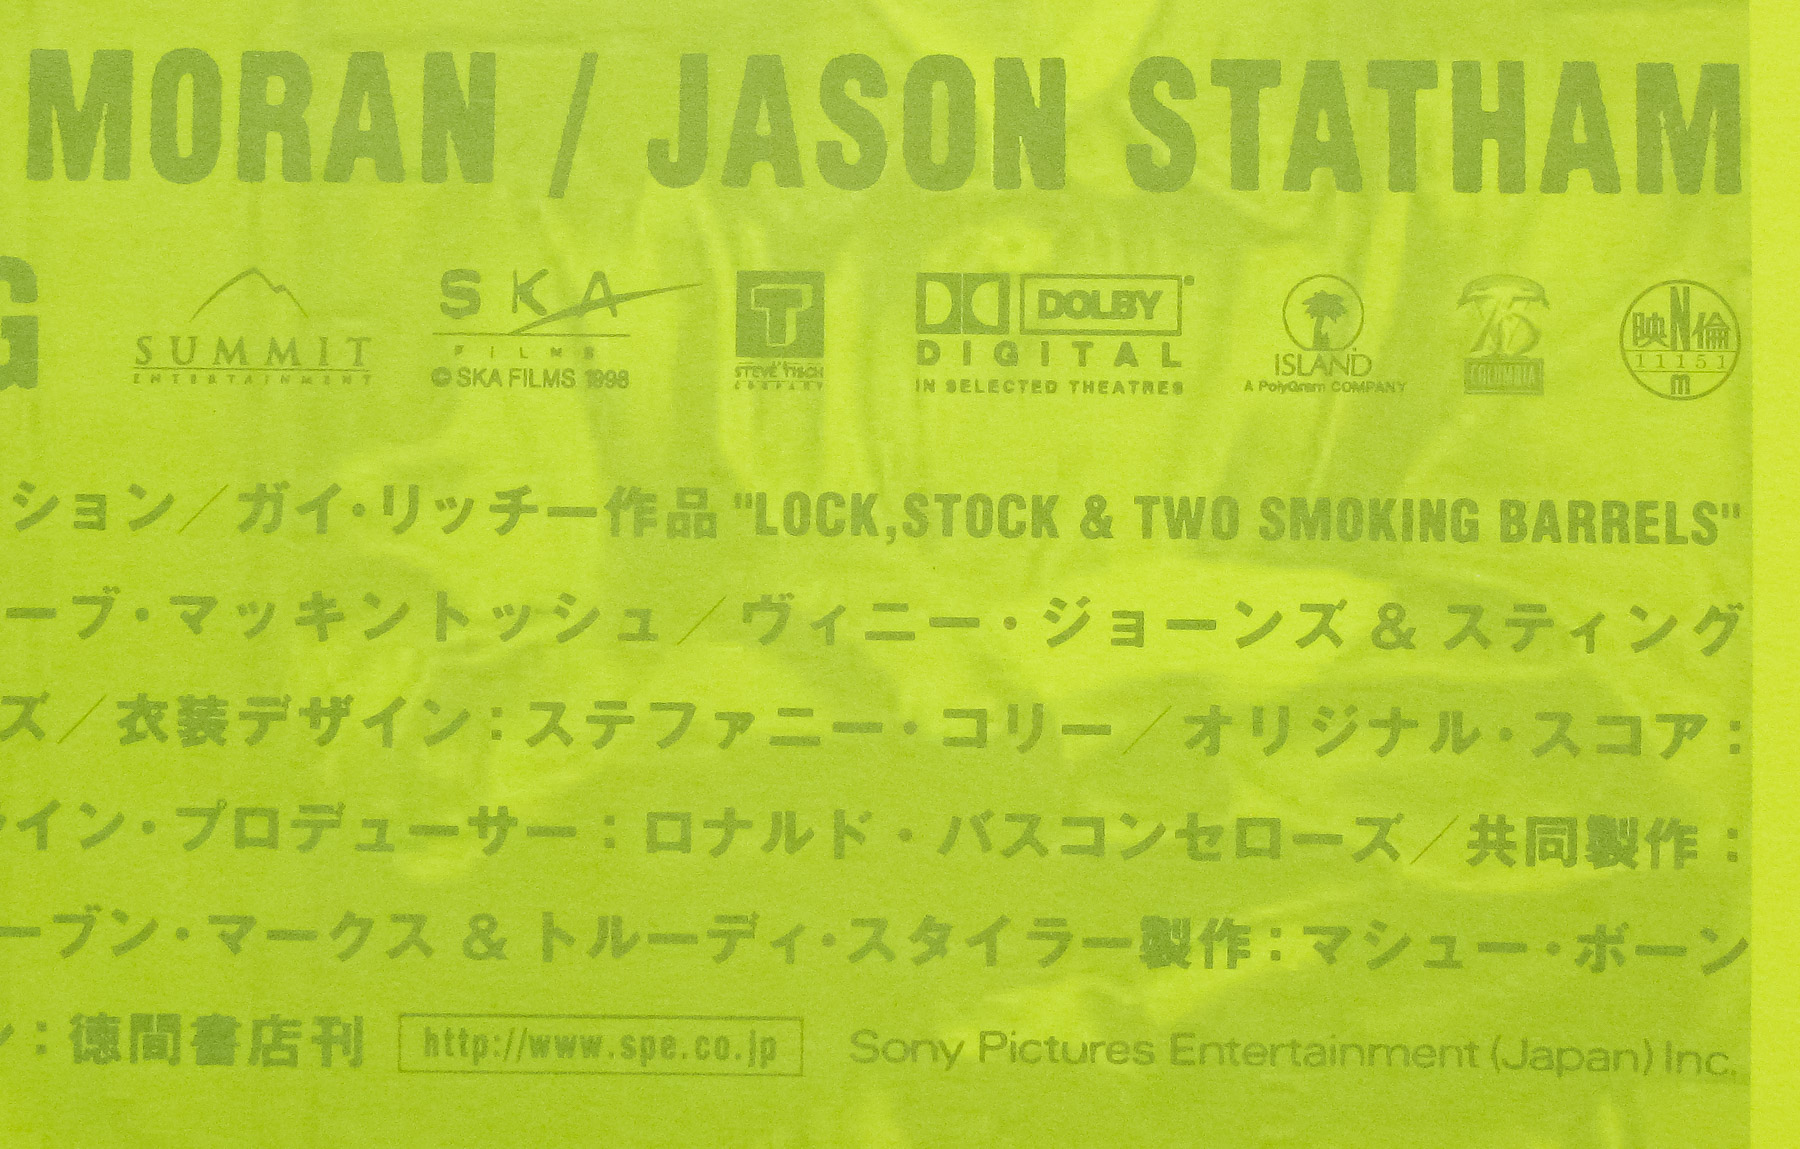 MORAN / JASON STATHAM
G
SUMMIT
ENTERTAINMENT
SKA
FILMS
©SKA FILMS 1998
T
STEVE TISCH
COMPANY
DOLBY
DIGITAL
IN SELECTED THEATRES
ISLAND
A PolyGram COMPANY
75
COLUMBIA
映N倫
11151
m
ション／ガイ・リッチー作品 "LOCK,STOCK & TWO SMOKING BARRELS"
ーブ・マッキントッシュ／ヴィニー・ジョーンズ & スティング
ズ／衣装デザイン：ステファニー・コリー／オリジナル・スコア：
イン・プロデューサー：ロナルド・バスコンセローズ／共同製作：
ーブン・マークス & トルーディ・スタイラー製作：マシュー・ボーン
ン：徳間書店刊 http://www.spe.co.jp Sony Pictures Entertainment (Japan) Inc.